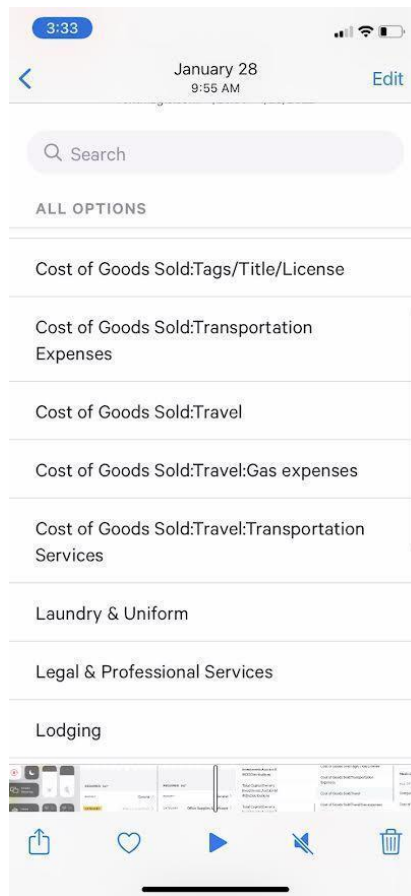 3:33
January 28
9:55 AM
Edit
Search
ALL OPTIONS
Cost of Goods Sold:Tags/Title/License
Cost of Goods Sold:Transportation
Expenses
Cost of Goods Sold:Travel
Cost of Goods Sold:Travel:Gas expenses
Cost of Goods Sold:Travel:Transportation
Services
Laundry & Uniform
Legal & Professional Services
Lodging